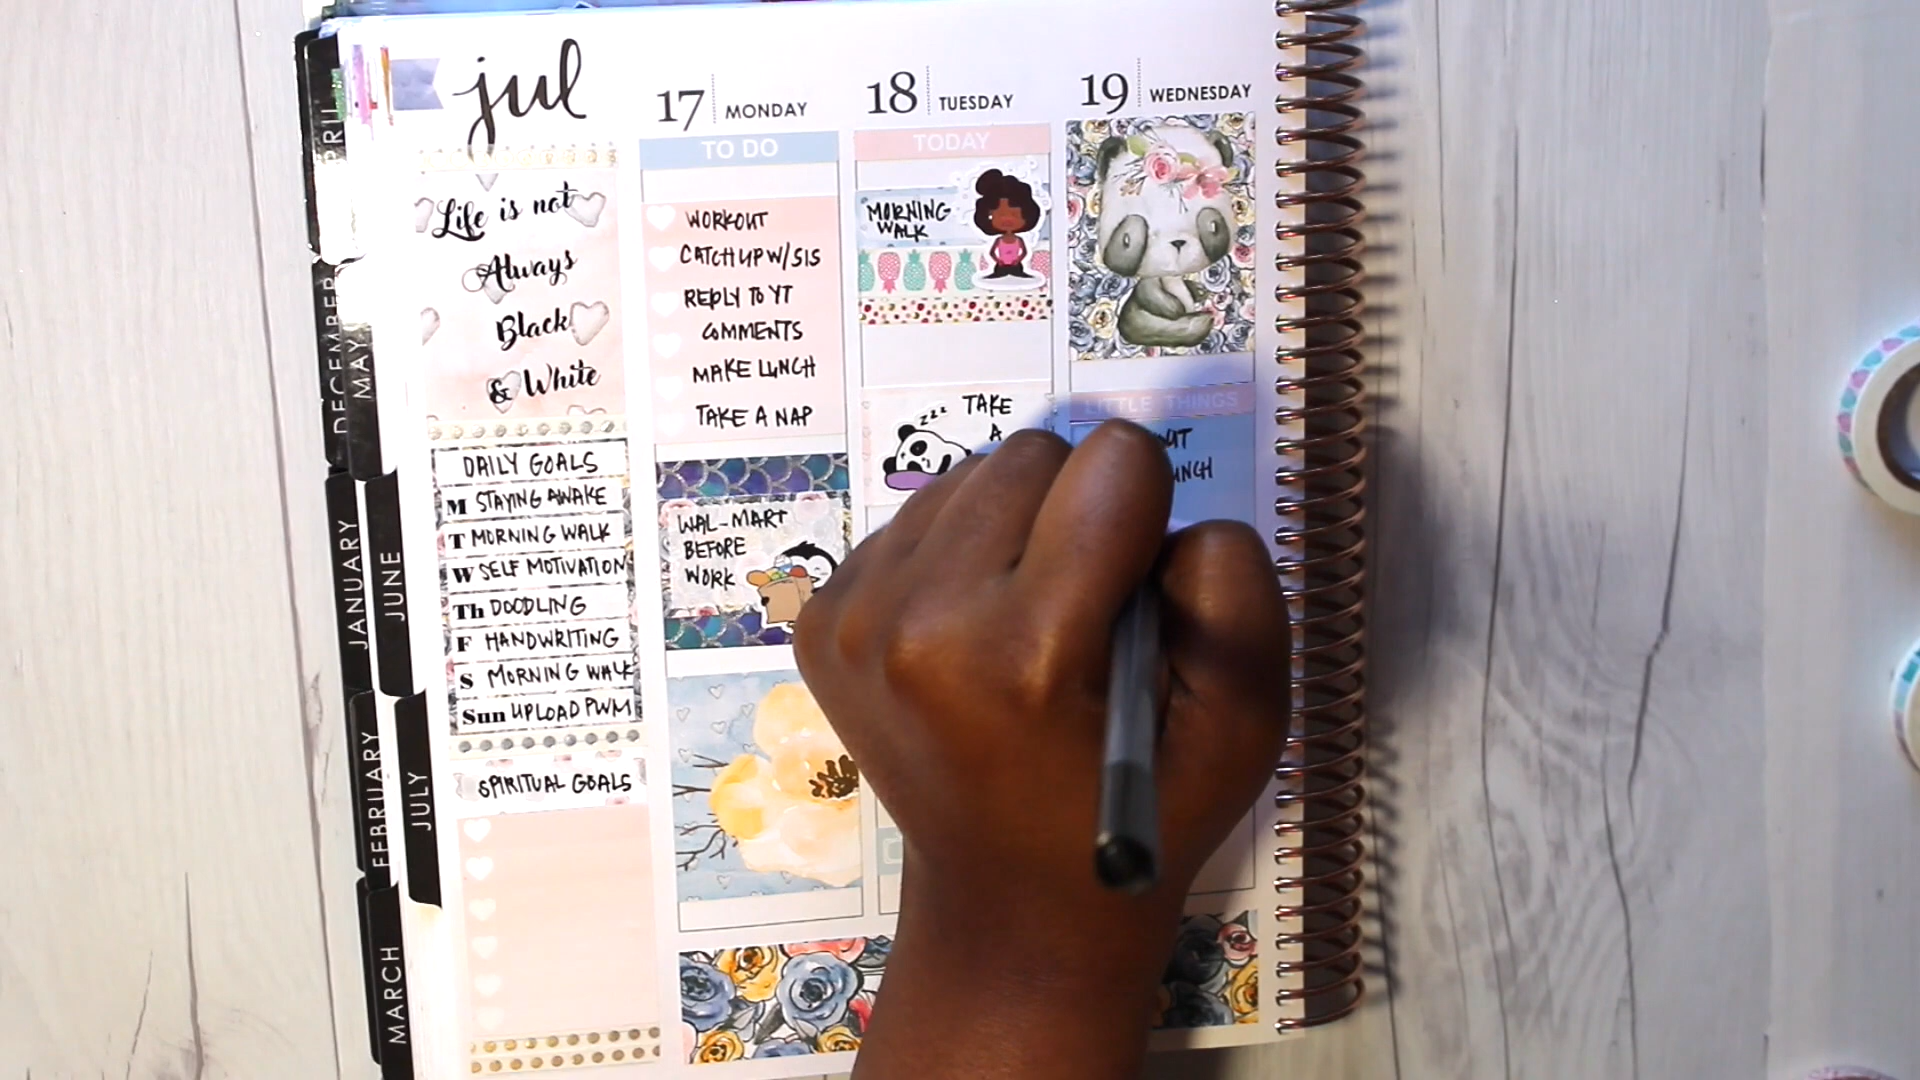 jul
17 MONDAY
18 TUESDAY
19 WEDNESDAY
Life is not
Always
Black
& White
DAILY GOALS
M STAYING AWAKE
T MORNING WALK
W SELF MOTIVATION
Th DOODLING
F HANDWRITING
S MORNING WALK
Sun UPLOAD PWM
SPIRITUAL GOALS
TO DO
WORKOUT
CATCH UP W/ SIS
REPLY TO YT
COMMENTS
MAKE LUNCH
TAKE A NAP
WAL-MART
BEFORE
WORK
TODAY
MORNING
WALK
zzz
TAKE
A
LITTLE THINGS
DECEMBER
MAY
JANUARY
JUNE
FEBRUARY
JULY
MARCH